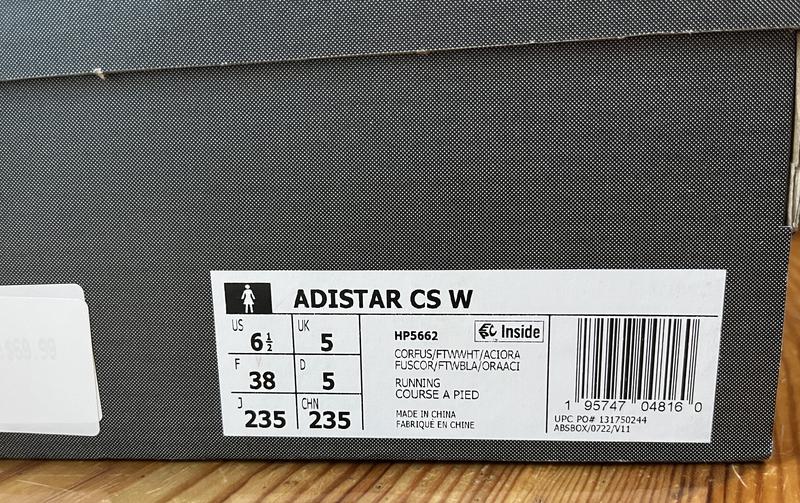 ADISTAR CS W
US 6½ UK 5
F 38 D 5
J 235 CHN 235
HP5662
Inside
CORFUS/FTWWHT/ACIORA
FUSCOR/FTWBLA/ORAACI
RUNNING
COURSE A PIED
MADE IN CHINA
FABRIQUÉ EN CHINE
1 95747 04816 0
UPC PO# 131750244
ABSBOX/0722/V11